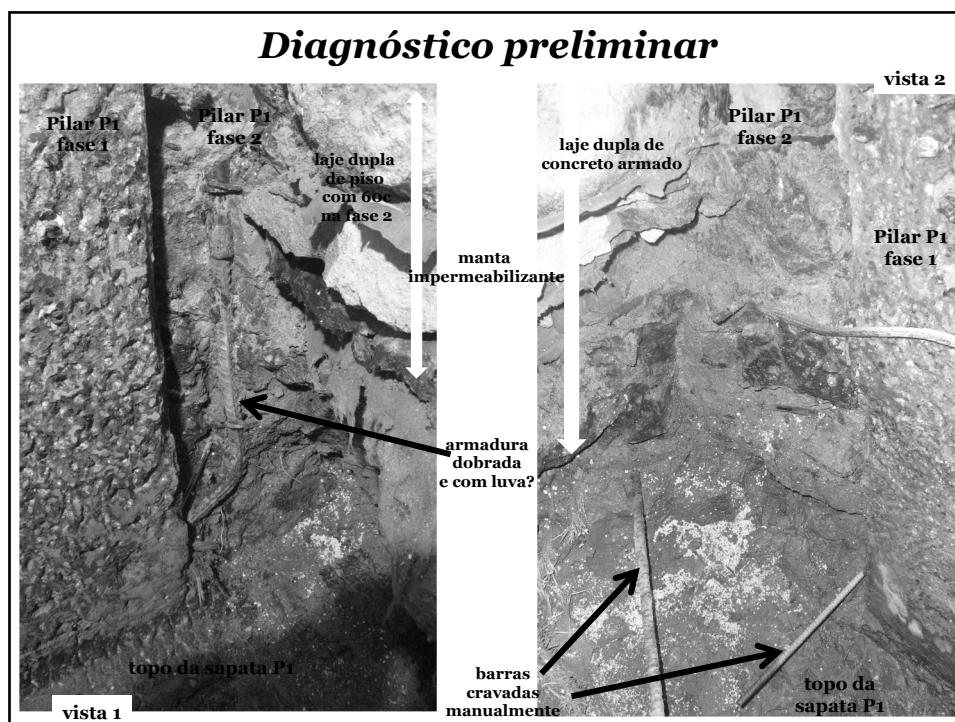 Diagnóstico preliminar
vista 2
Pilar P1
fase 1
Pilar P1
fase 2
laje dupla
de piso
com 60c
na fase 2
manta
impermeabilizante
armadura
dobrada
e com luva?
topo da sapata P1
vista 1
Pilar P1
fase 2
laje dupla de
concreto armado
Pilar P1
fase 1
barras
cravadas
manualmente
topo da
sapata P1